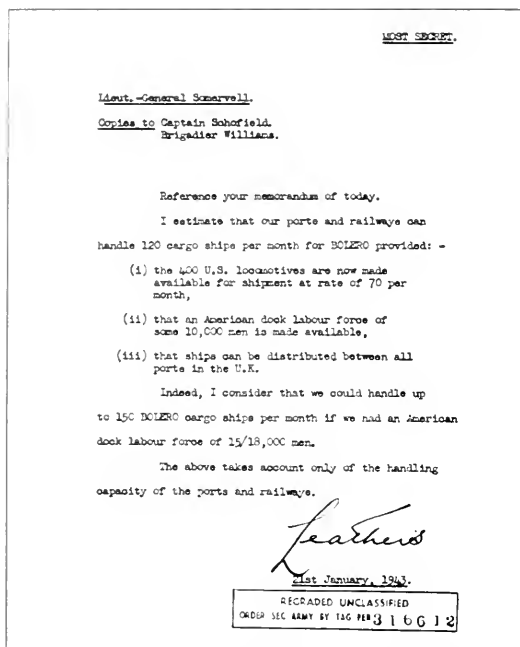 MOST SECRET.
Lieut.-General Somervell.
Copies to Captain Schofield.
Brigadier Williams.
Reference your memorandum of today.
I estimate that our ports and railways can
handle 120 cargo ships per month for BOLERO provided: -
(i) the 400 U.S. locomotives are now made
available for shipment at rate of 70 per
month,
(ii) that an American dock labour force of
some 10,000 men is made available,
(iii) that ships can be distributed between all
ports in the U.K.
Indeed, I consider that we could handle up
to 150 BOLERO cargo ships per month if we had an American
dock labour force of 15/18,000 men.
The above takes account only of the handling
capacity of the ports and railways.
Leathers
21st January, 1943.
REGRADED UNCLASSIFIED
ORDER SEC ARMY BY TAG PER 316612